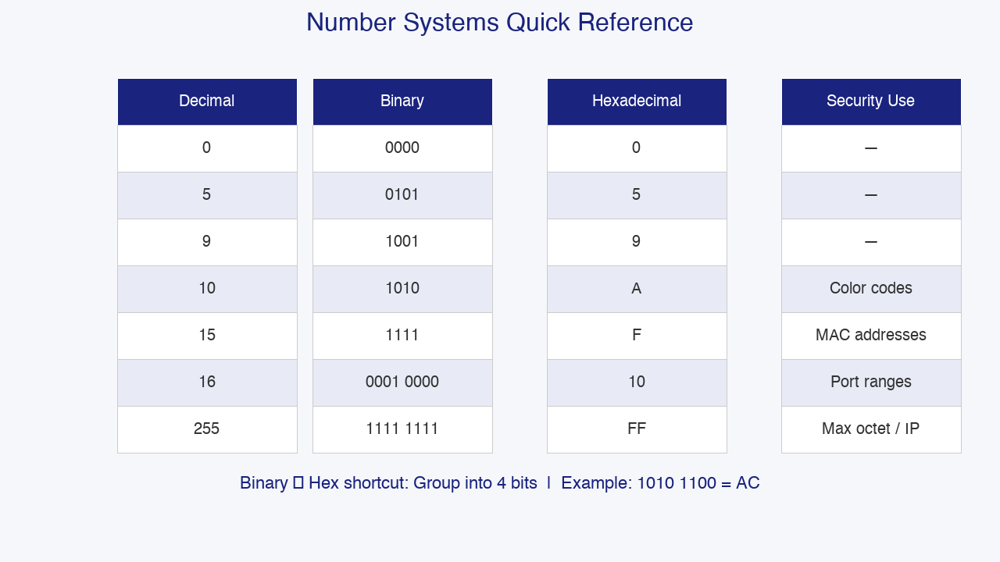 Number Systems Quick Reference
Decimal Binary Hexadecimal Security Use
0 0000 0 —
5 0101 5 —
9 1001 9 —
10 1010 A Color codes
15 1111 F MAC addresses
16 0001 0000 10 Port ranges
255 1111 1111 FF Max octet / IP
Binary □ Hex shortcut: Group into 4 bits | Example: 1010 1100 = AC